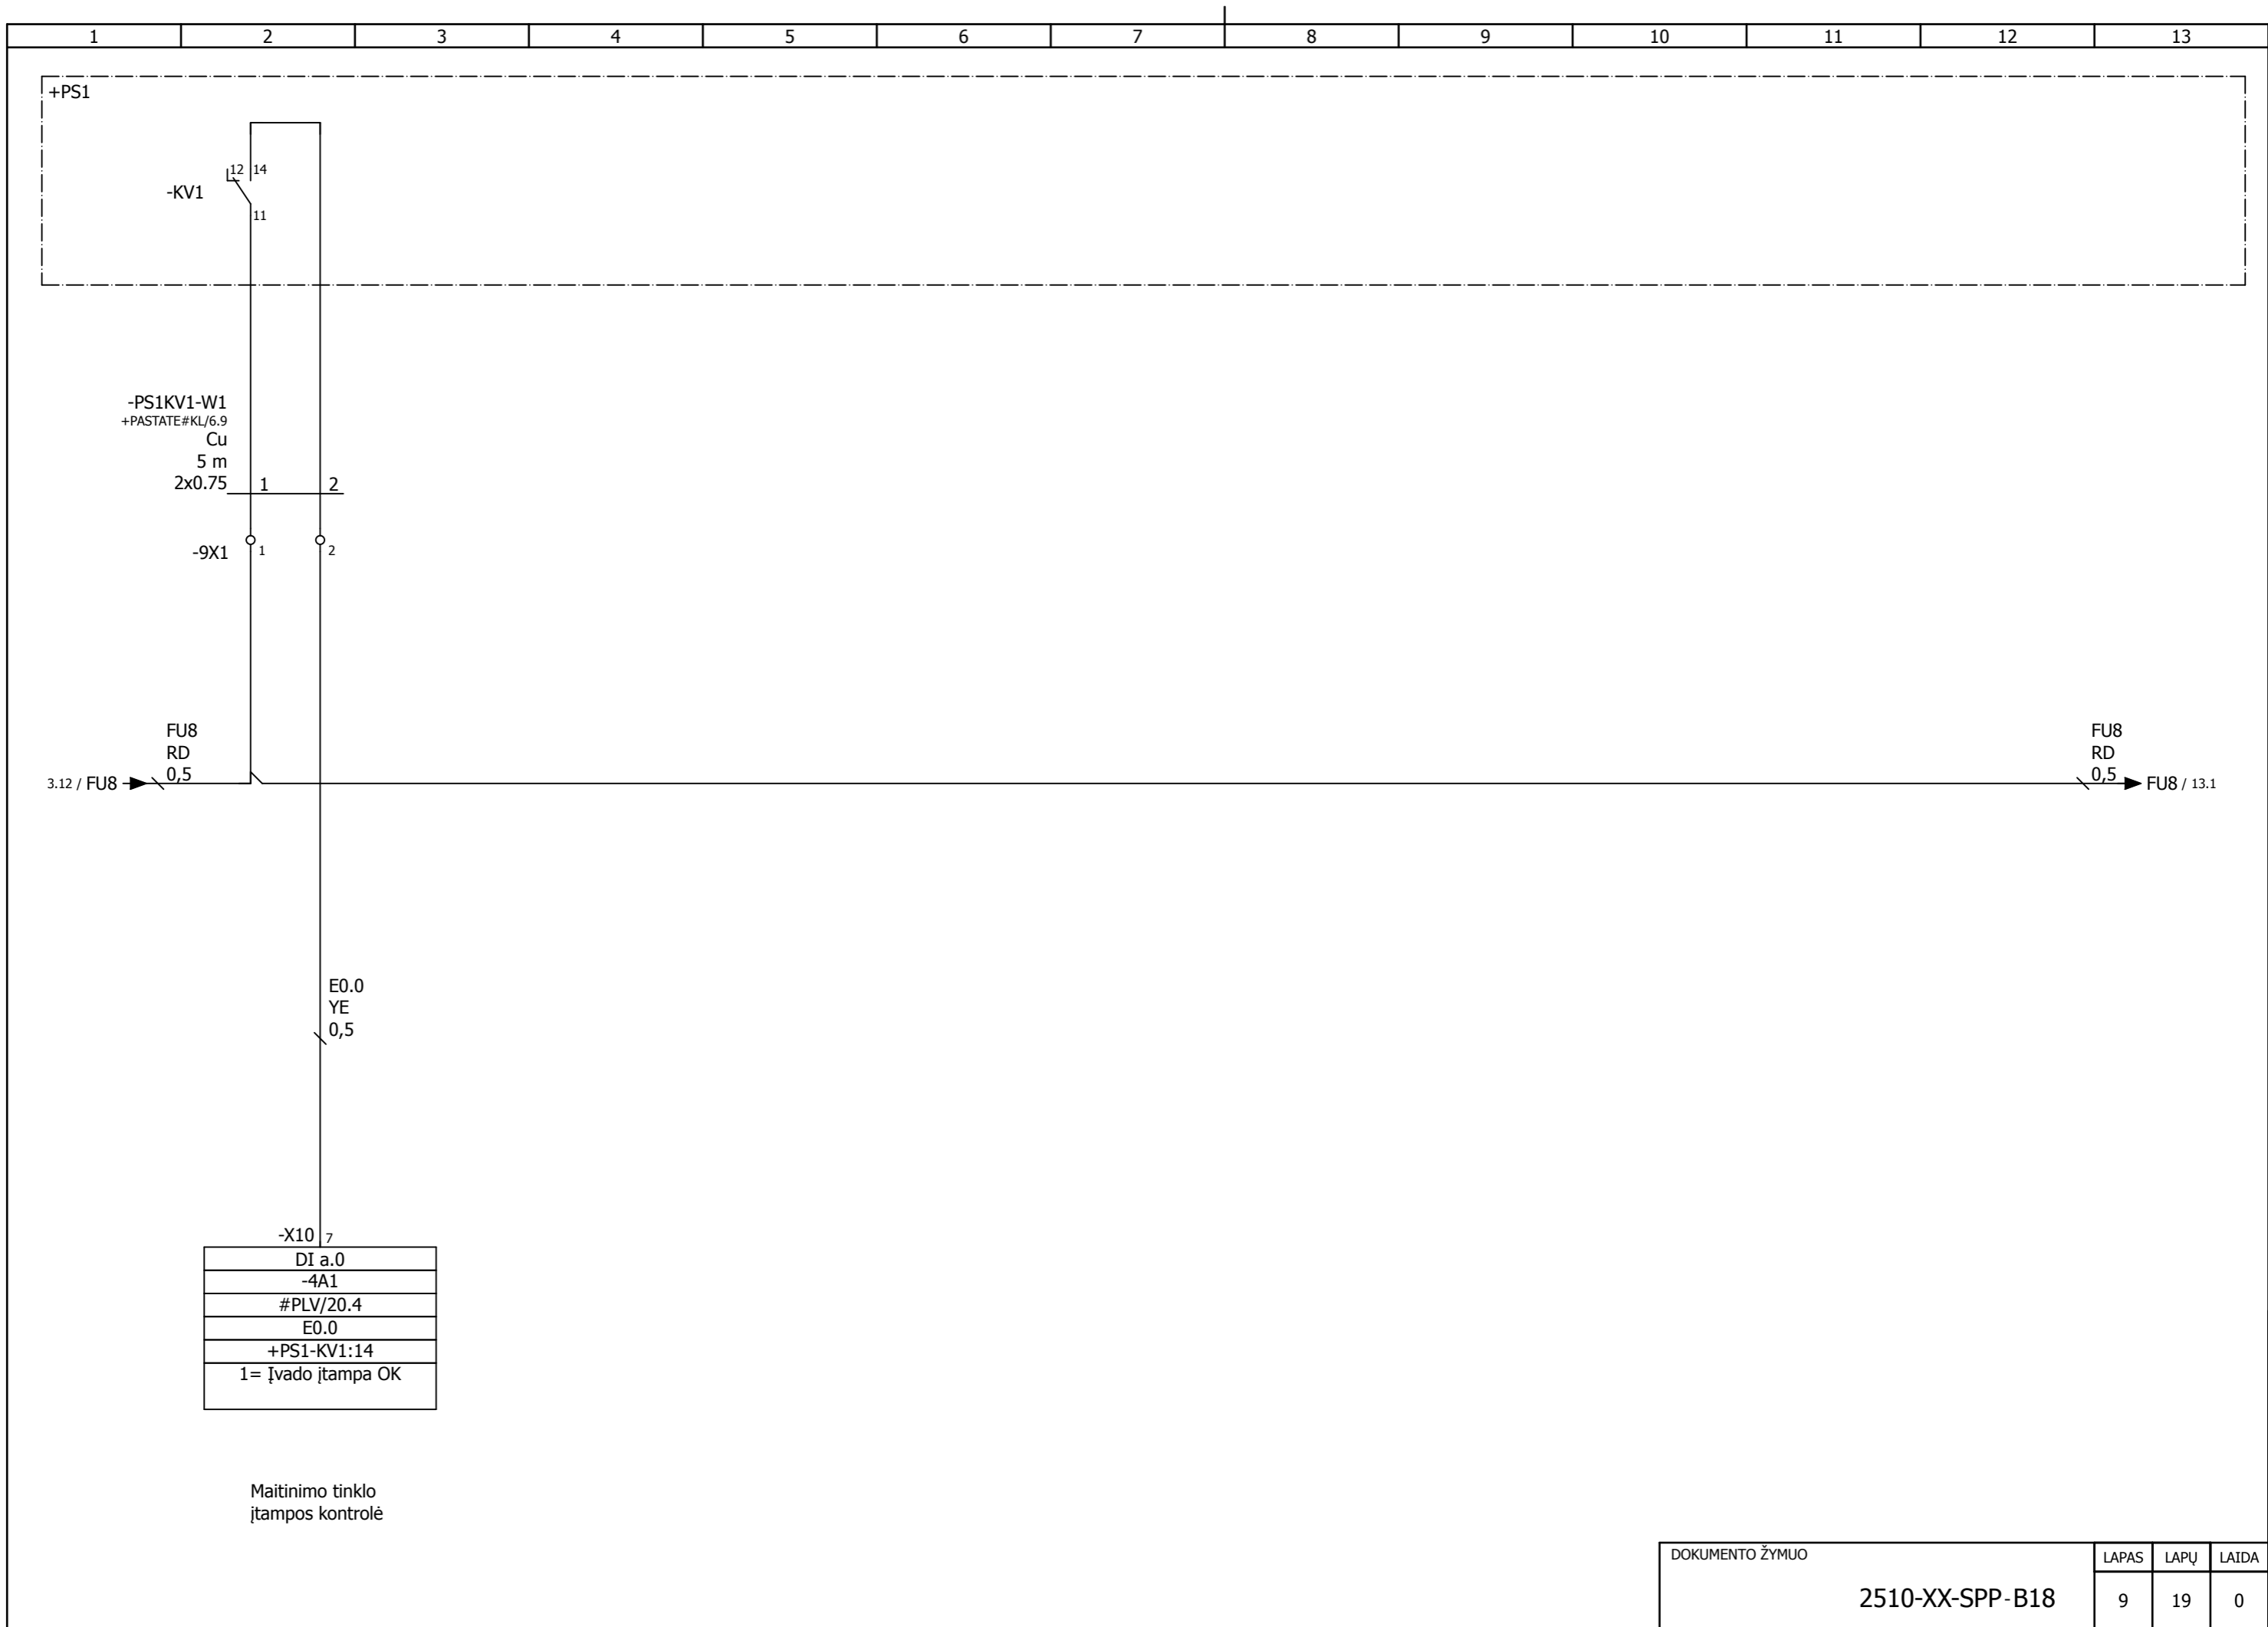 1 2 3 4 5 6 7 8 9 10 11 12 13
+PS1
12 14
-KV1
11
-PS1KV1-W1
+PASTATE#KL/6.9
Cu
5 m
2x0.75 1 2
-9X1 1 2
FU8
RD
0,5
3.12 / FU8
FU8
RD
0,5
FU8 / 13.1
E0.0
YE
0,5
-X10 7
DI a.0
-4A1
#PLV/20.4
E0.0
+PS1-KV1:14
1= Įvado įtampa OK
Maitinimo tinklo
įtampos kontrolė
DOKUMENTO ŽYMUO LAPAS LAPŲ LAIDA
2510-XX-SPP-B18 9 19 0